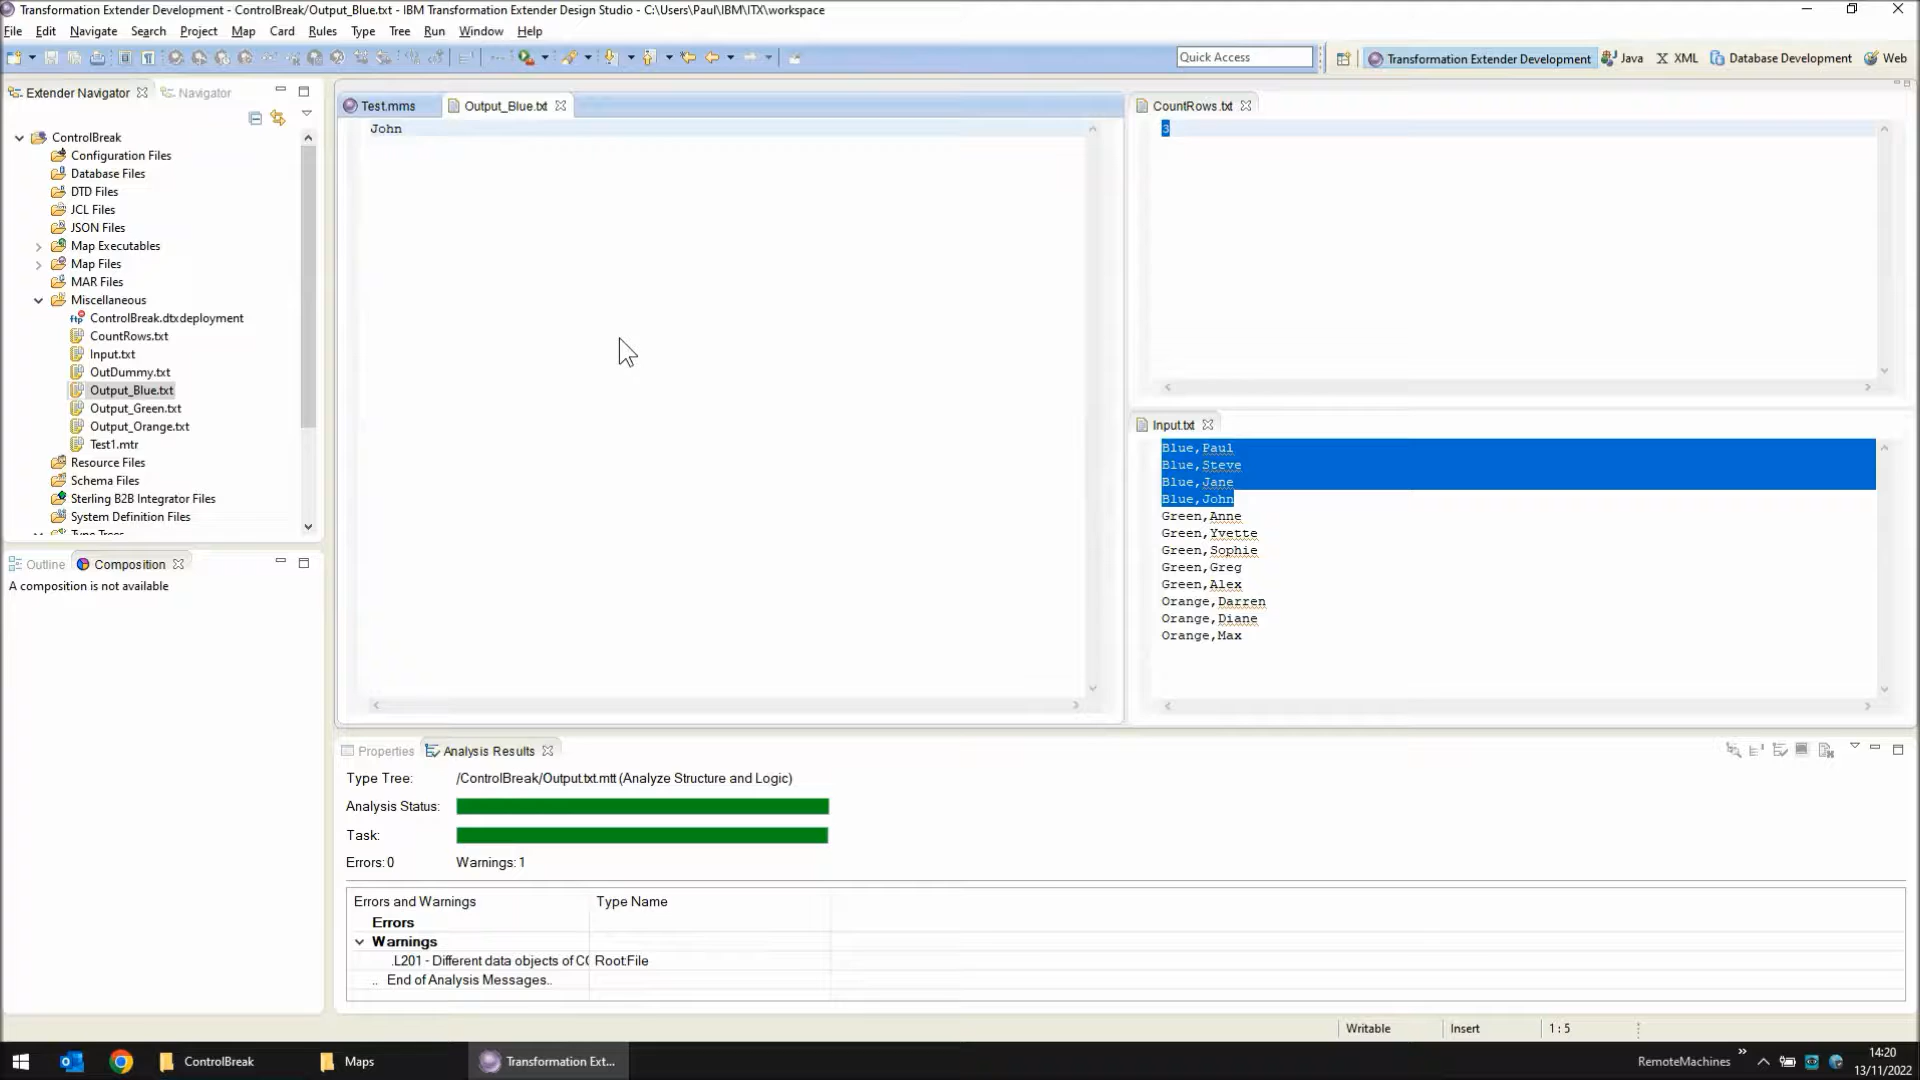 Transformation Extender Development - ControlBreak/Output_Blue.txt - IBM Transformation Extender Design Studio - C:\Users\Paul\IBM\ITX\workspace
File Edit Navigate Search Project Map Card Rules Type Tree Run Window Help
Quick Access
Transformation Extender Development
Java
XML
Database Development
Web
Extender Navigator
Navigator
ControlBreak
Configuration Files
Database Files
DTD Files
JCL Files
JSON Files
Map Executables
Map Files
MAR Files
Miscellaneous
ControlBreak.dtxdeployment
CountRows.txt
Input.txt
OutDummy.txt
Output_Blue.txt
Output_Green.txt
Output_Orange.txt
Test1.mtr
Resource Files
Schema Files
Sterling B2B Integrator Files
System Definition Files
Type Trees
Outline
Composition
A composition is not available
Test.mms
Output_Blue.txt
John
CountRows.txt
3
Input.txt
Blue,Paul
Blue,Steve
Blue,Jane
Blue,John
Green,Anne
Green,Yvette
Green,Sophie
Green,Greg
Green,Alex
Orange,Darren
Orange,Diane
Orange,Max
Properties
Analysis Results
Type Tree: /ControlBreak/Output.txt.mtt (Analyze Structure and Logic)
Analysis Status:
Task:
Errors: 0 Warnings: 1
Errors and Warnings Type Name
Errors
Warnings
.L201 - Different data objects of CO Root:File
.. End of Analysis Messages..
Writable Insert 1 : 5
ControlBreak
Maps
Transformation Ext...
RemoteMachines
14:20
13/11/2022